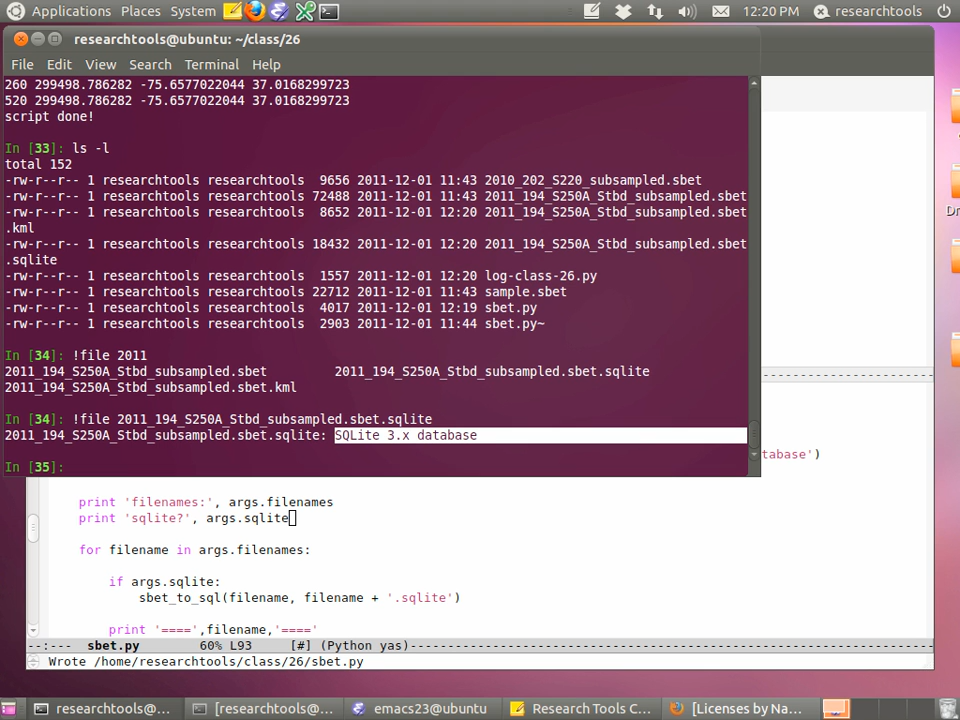 Applications Places System 12:20 PM researchtools
researchtools@ubuntu: ~/class/26
File Edit View Search Terminal Help
260 299498.786282 -75.6577022044 37.0168299723
520 299498.786282 -75.6577022044 37.0168299723
script done!
In [33]: ls -l
total 152
-rw-r--r-- 1 researchtools researchtools  9656 2011-12-01 11:43 2010_202_S220_subsampled.sbet
-rw-r--r-- 1 researchtools researchtools 72488 2011-12-01 11:43 2011_194_S250A_Stbd_subsampled.sbet
-rw-r--r-- 1 researchtools researchtools  8652 2011-12-01 12:20 2011_194_S250A_Stbd_subsampled.sbet
.kml
-rw-r--r-- 1 researchtools researchtools 18432 2011-12-01 12:20 2011_194_S250A_Stbd_subsampled.sbet
.sqlite
-rw-r--r-- 1 researchtools researchtools  1557 2011-12-01 12:20 log-class-26.py
-rw-r--r-- 1 researchtools researchtools 22712 2011-12-01 11:43 sample.sbet
-rw-r--r-- 1 researchtools researchtools  4017 2011-12-01 12:19 sbet.py
-rw-r--r-- 1 researchtools researchtools  2903 2011-12-01 11:44 sbet.py~
In [34]: !file 2011
2011_194_S250A_Stbd_subsampled.sbet 2011_194_S250A_Stbd_subsampled.sbet.sqlite
2011_194_S250A_Stbd_subsampled.sbet.kml
In [34]: !file 2011_194_S250A_Stbd_subsampled.sbet.sqlite
2011_194_S250A_Stbd_subsampled.sbet.sqlite: SQLite 3.x database
In [35]:
tabase')
print 'filenames:', args.filenames
print 'sqlite?', args.sqlite
for filename in args.filenames:
if args.sqlite:
sbet_to_sql(filename, filename + '.sqlite')
print '====',filename,'===='
--:--- sbet.py 60% L93 [#] (Python yas)----------------------------------------
Wrote /home/researchtools/class/26/sbet.py
researchtools@... [researchtools@... emacs23@ubuntu Research Tools C... [Licenses by Na...